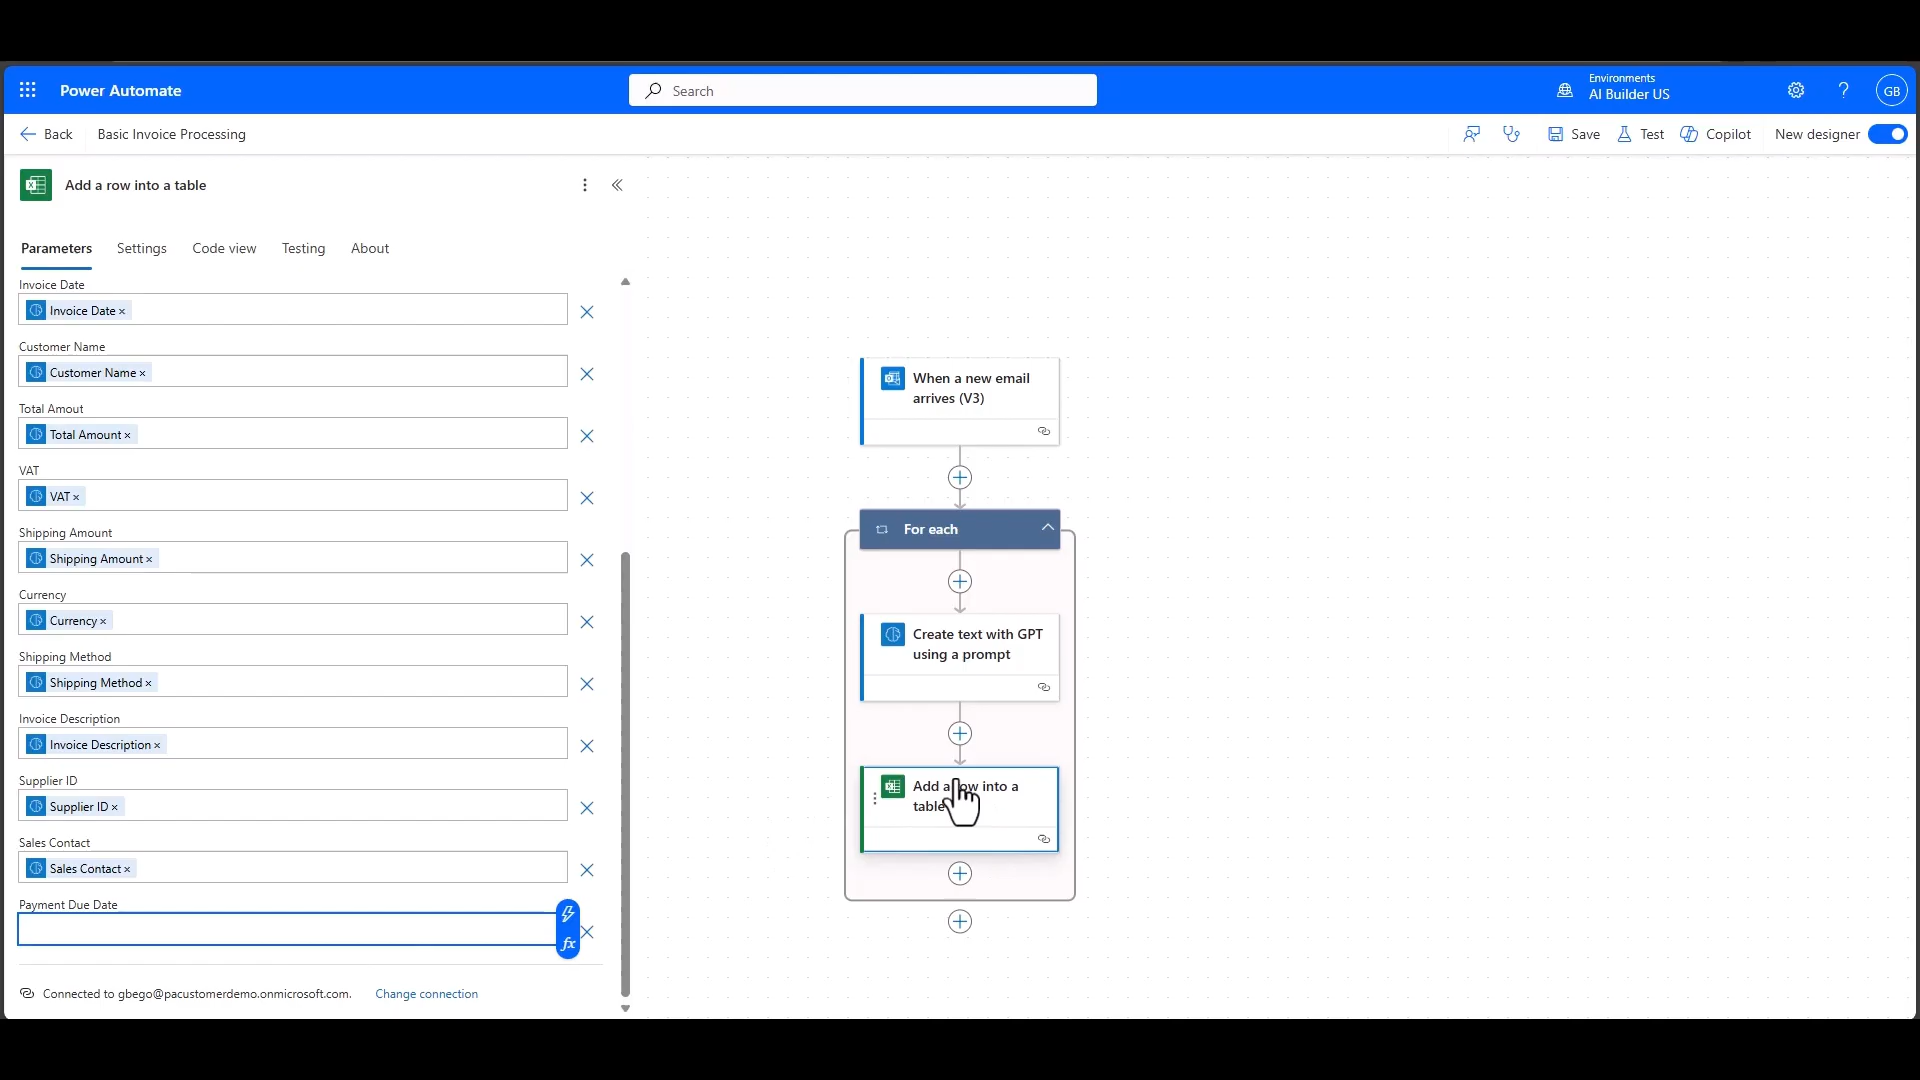 Power Automate
Search
Environments
AI Builder US
?
GB
Back
Basic Invoice Processing
Save
Test
Copilot
New designer
Add a row into a table
Parameters
Settings
Code view
Testing
About
Invoice Date
Invoice Date ×
Customer Name
Customer Name ×
Total Amout
Total Amount ×
VAT
VAT ×
Shipping Amount
Shipping Amount ×
Currency
Currency ×
Shipping Method
Shipping Method ×
Invoice Description
Invoice Description ×
Supplier ID
Supplier ID ×
Sales Contact
Sales Contact ×
Payment Due Date
fx
Connected to gbego@pacustomerdemo.onmicrosoft.com.
Change connection
When a new email
arrives (V3)
For each
Create text with GPT
using a prompt
Add a row into a
table